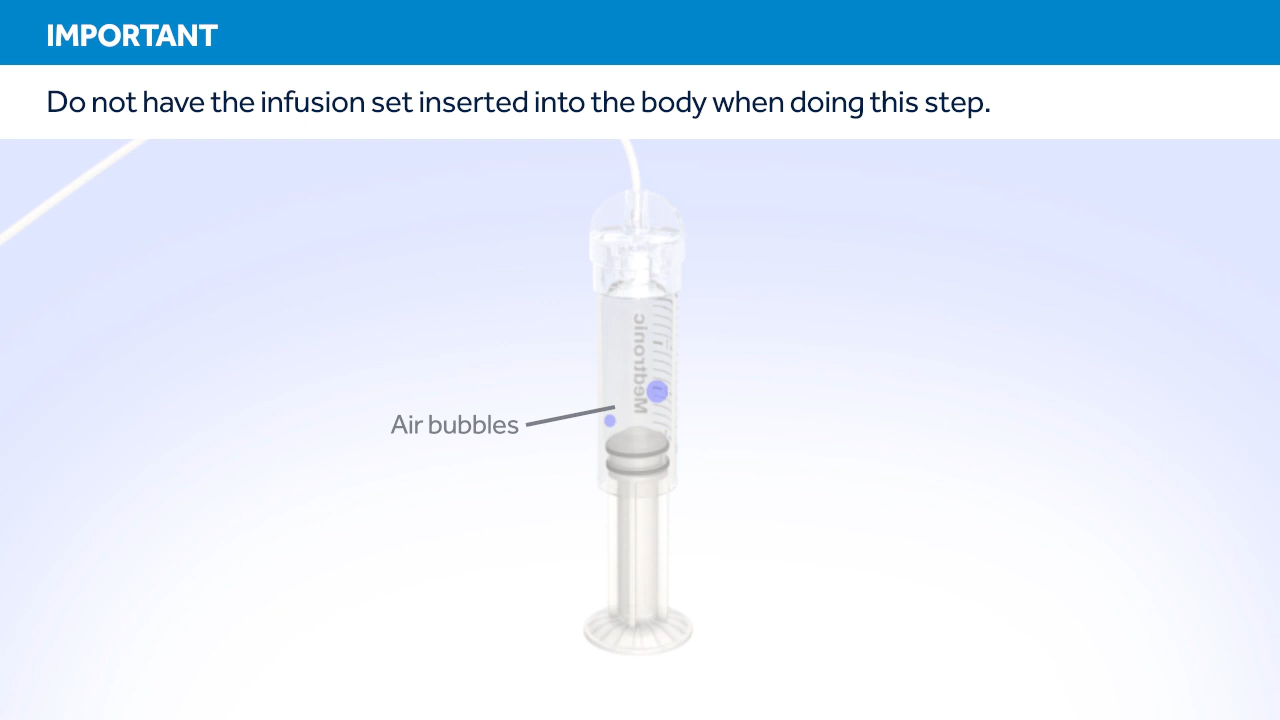 IMPORTANT
Do not have the infusion set inserted into the body when doing this step.
Medtronic
Air bubbles